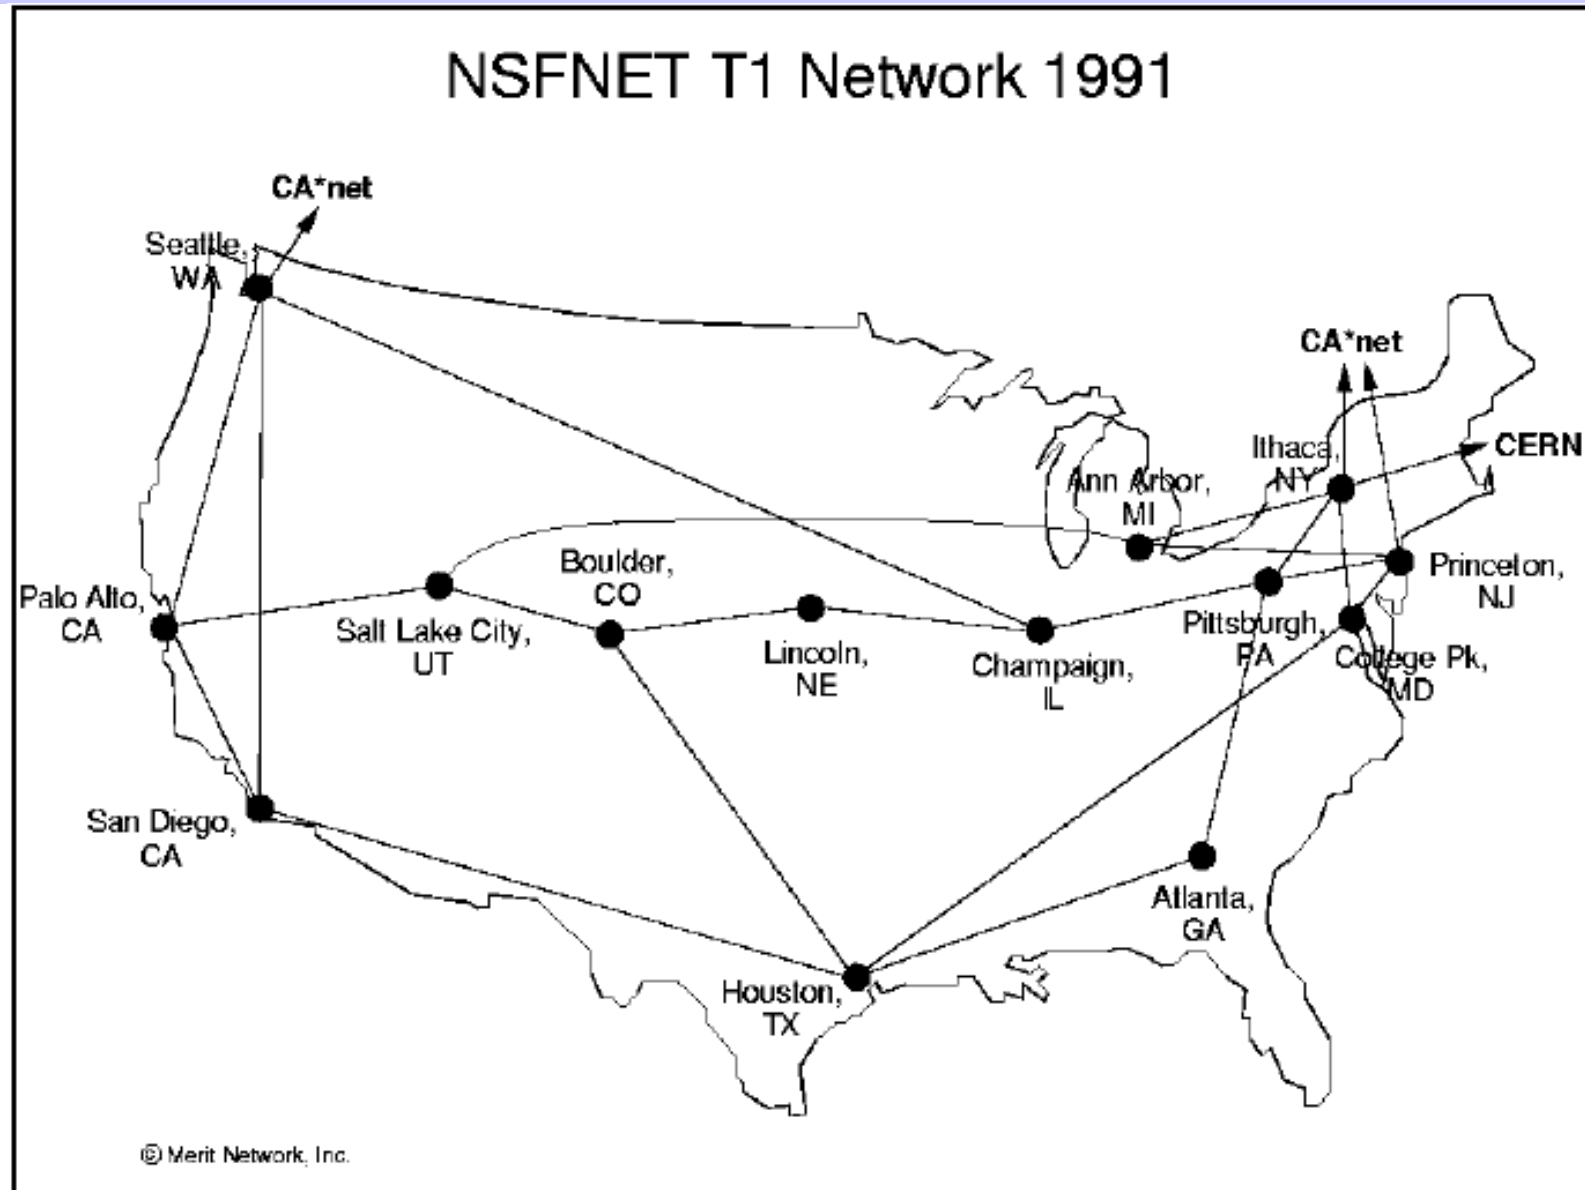 NSFNET T1 Network 1991
CA*net
Seattle,
WA
CA*net
Ithaca,
NY
CERN
Ann Arbor,
MI
Boulder,
CO
Princeton,
NJ
Palo Alto,
CA
Salt Lake City,
UT
Lincoln,
NE
Champaign,
IL
Pittsburgh,
PA
College Pk,
MD
San Diego,
CA
Atlanta,
GA
Houston,
TX
© Merit Network, Inc.